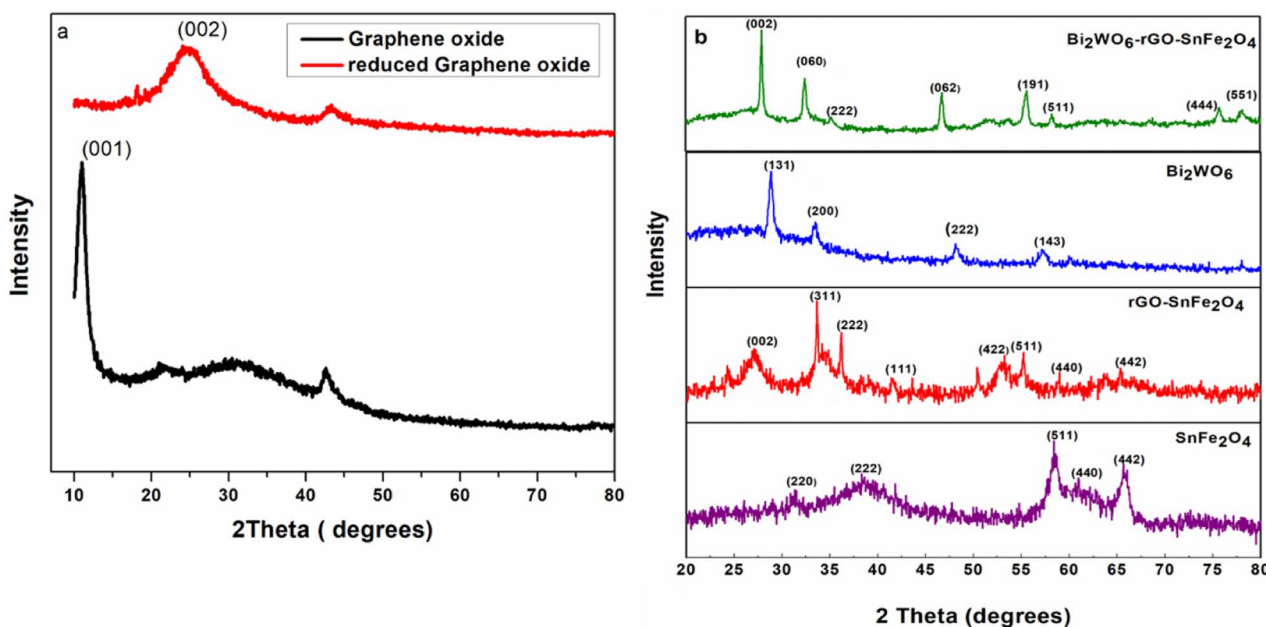 a
(002)
Graphene oxide
reduced Graphene oxide
(001)
Intensity
10 20 30 40 50 60 70 80
2Theta ( degrees)
b
(002)
Bi2WO6-rGO-SnFe2O4
(060)
(222)
(062)
(191)
(511)
(444)
(551)
(131)
Bi2WO6
(200)
(222)
(143)
Intensity
(311)
rGO-SnFe2O4
(002)
(222)
(111)
(422)
(511)
(440)
(442)
(511)
SnFe2O4
(220)
(222)
(440)
(442)
20 25 30 35 40 45 50 55 60 65 70 75 80
2 Theta (degrees)